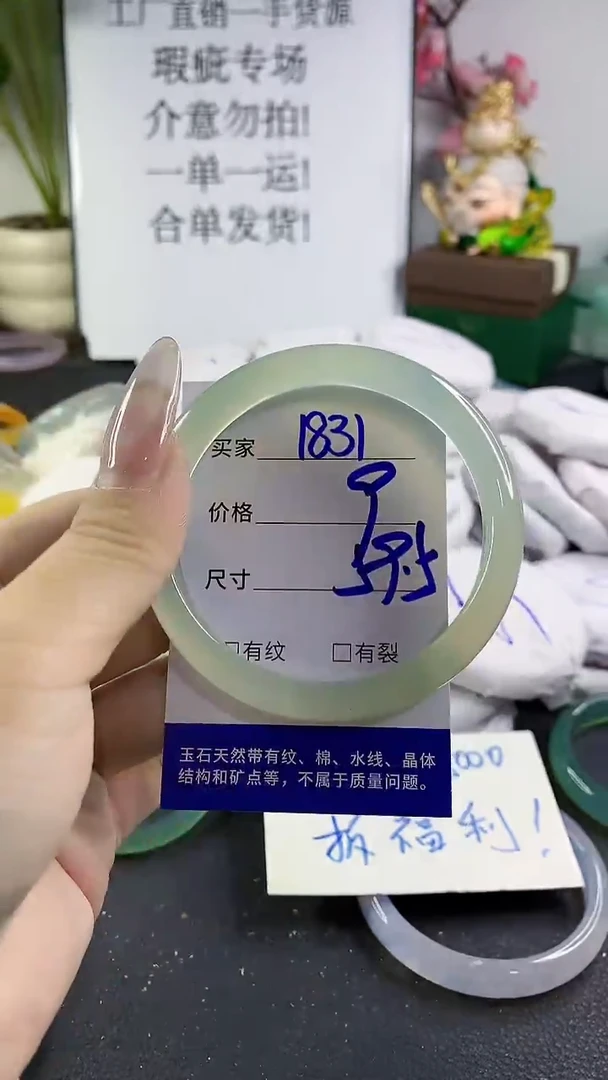 工厂直销一手货源
瑕疵专场
介意勿拍!
一单一运!
合单发货!
买家 1831
价格
尺寸
有纹 □有裂
玉石天然带有纹、棉、水线、晶体
结构和矿点等，不属于质量问题。
000
拆福利!